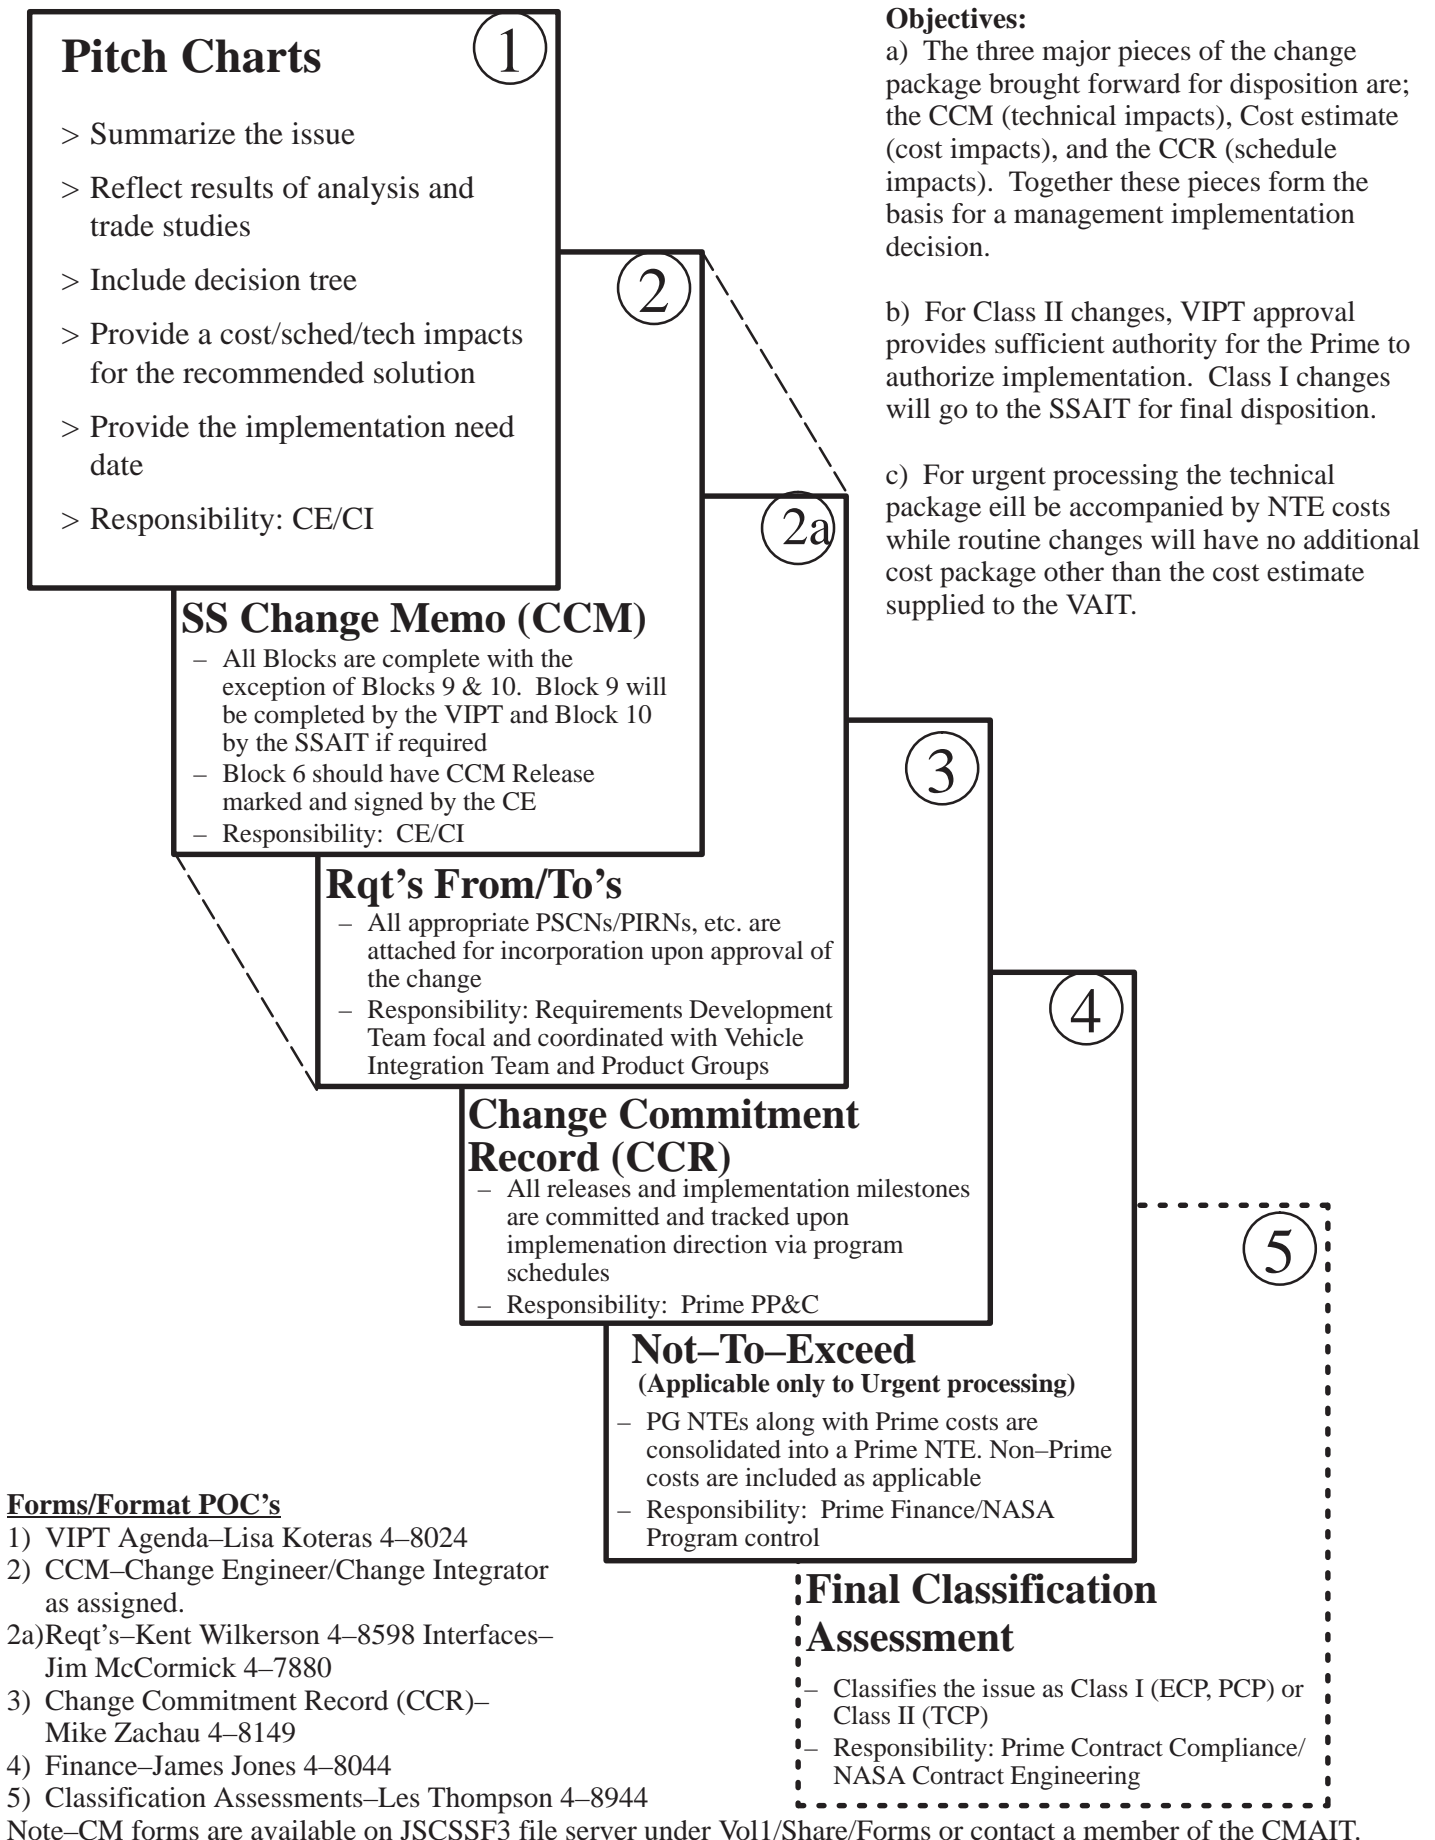 Pitch Charts
1
> Summarize the issue
> Reflect results of analysis and
trade studies
> Include decision tree
> Provide a cost/sched/tech impacts
for the recommended solution
> Provide the implementation need
date
> Responsibility: CE/CI
Objectives:
a) The three major pieces of the change
package brought forward for disposition are;
the CCM (technical impacts), Cost estimate
(cost impacts), and the CCR (schedule
impacts). Together these pieces form the
basis for a management implementation
decision.
b) For Class II changes, VIPT approval
provides sufficient authority for the Prime to
authorize implementation. Class I changes
will go to the SSAIT for final disposition.
c) For urgent processing the technical
package eill be accompanied by NTE costs
while routine changes will have no additional
cost package other than the cost estimate
supplied to the VAIT.
2
SS Change Memo (CCM)
– All Blocks are complete with the
exception of Blocks 9 & 10. Block 9 will
be completed by the VIPT and Block 10
by the SSAIT if required
– Block 6 should have CCM Release
marked and signed by the CE
– Responsibility: CE/CI
2a
Rqt’s From/To’s
– All appropriate PSCNs/PIRNs, etc. are
attached for incorporation upon approval of
the change
– Responsibility: Requirements Development
Team focal and coordinated with Vehicle
Integration Team and Product Groups
3
Change Commitment
Record (CCR)
– All releases and implementation milestones
are committed and tracked upon
implemenation direction via program
schedules
– Responsibility: Prime PP&C
4
Not–To–Exceed
(Applicable only to Urgent processing)
– PG NTEs along with Prime costs are
consolidated into a Prime NTE. Non–Prime
costs are included as applicable
– Responsibility: Prime Finance/NASA
Program control
5
Final Classification
Assessment
– Classifies the issue as Class I (ECP, PCP) or
Class II (TCP)
– Responsibility: Prime Contract Compliance/
NASA Contract Engineering
Forms/Format POC’s
1) VIPT Agenda–Lisa Koteras 4–8024
2) CCM–Change Engineer/Change Integrator
as assigned.
2a)Reqt’s–Kent Wilkerson 4–8598 Interfaces–
Jim McCormick 4–7880
3) Change Commitment Record (CCR)–
Mike Zachau 4–8149
4) Finance–James Jones 4–8044
5) Classification Assessments–Les Thompson 4–8944
Note–CM forms are available on JSCSSF3 file server under Vol1/Share/Forms or contact a member of the CMAIT.